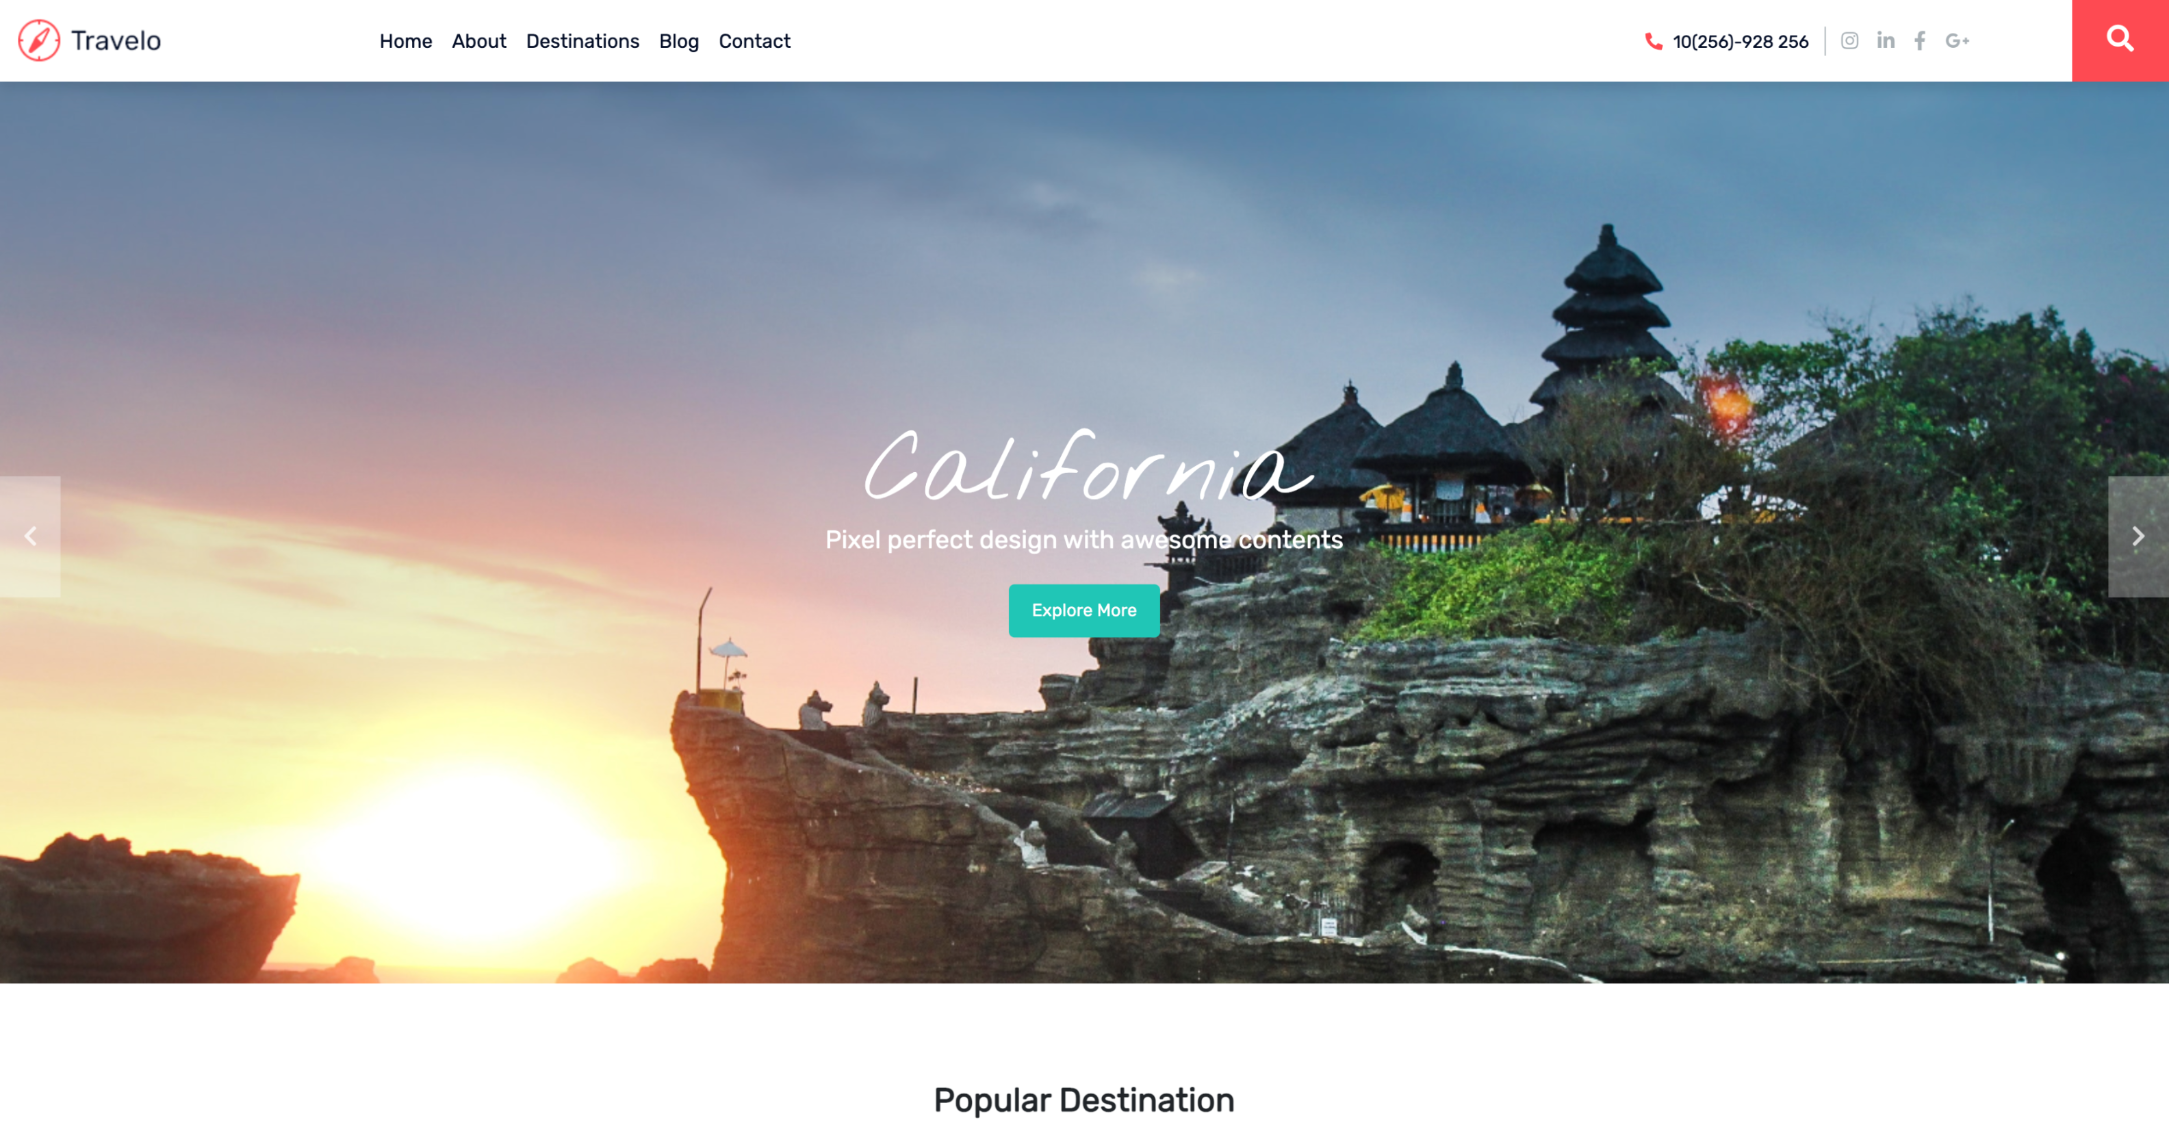 Travelo
Home About Destinations Blog Contact
10(256)-928 256
California
Pixel perfect design with awesome contents
Explore More
Popular Destination